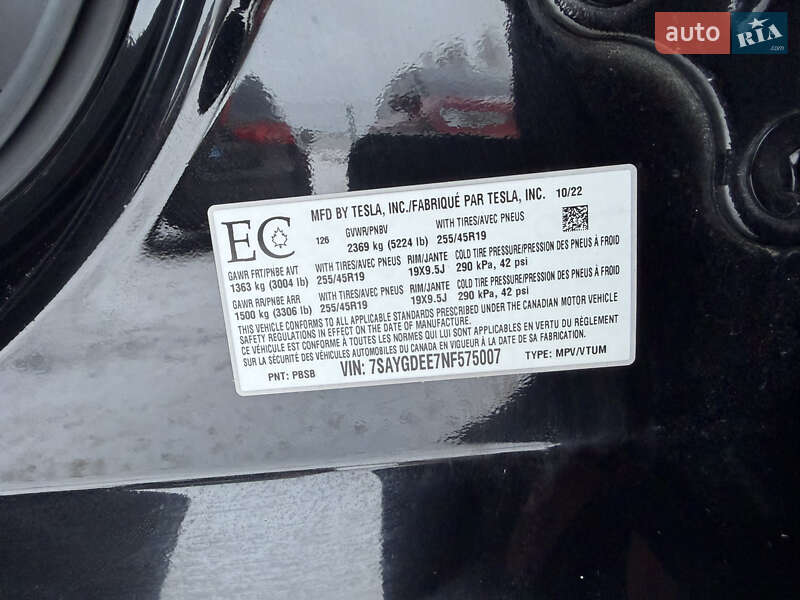 auto RIA
.com
MFD BY TESLA, INC./FABRIQUÉ PAR TESLA, INC. 10/22
EC
126
GVWR/PNBV WITH TIRES/AVEC PNEUS
2369 kg (5224 lb) 255/45R19
GAWR FRT/PNBE AVT WITH TIRES/AVEC PNEUS RIM/JANTE COLD TIRE PRESSURE/PRESSION DES PNEUS À FROID
1363 kg (3004 lb) 255/45R19 19X9.5J 290 kPa, 42 psi
GAWR RR/PNBE ARR WITH TIRES/AVEC PNEUS RIM/JANTE COLD TIRE PRESSURE/PRESSION DES PNEUS À FROID
1500 kg (3306 lb) 255/45R19 19X9.5J 290 kPa, 42 psi
THIS VEHICLE CONFORMS TO ALL APPLICABLE STANDARDS PRESCRIBED UNDER THE CANADIAN MOTOR VEHICLE
SAFETY REGULATIONS IN EFFECT ON THE DATE OF MANUFACTURE.
CE VÉHICULE EST CONFORME À TOUTES LES NORMES QUI LUI SONT APPLICABLES EN VERTU DU RÈGLEMENT
SUR LA SÉCURITÉ DES VÉHICULES AUTOMOBILES DU CANADA EN VIGUEUR À LA DATE DE SA FABRICATION.
PNT: PBSB VIN: 7SAYGDEE7NF575007 TYPE: MPV/VTUM